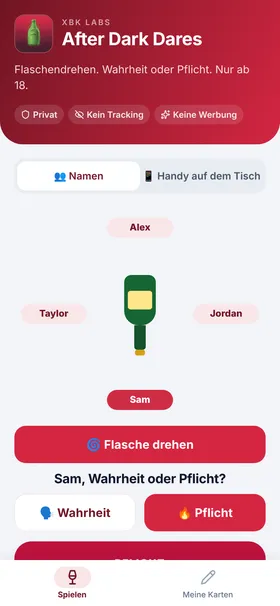 XBK LABS
After Dark Dares
Flaschendrehen. Wahrheit oder Pflicht. Nur ab
18.
Privat
Kein Tracking
Keine Werbung
👥 Namen
📱 Handy auf dem Tisch
Alex
Taylor
Jordan
Sam
🌀 Flasche drehen
Sam, Wahrheit oder Pflicht?
🗣️ Wahrheit
🔥 Pflicht
Spielen
Meine Karten